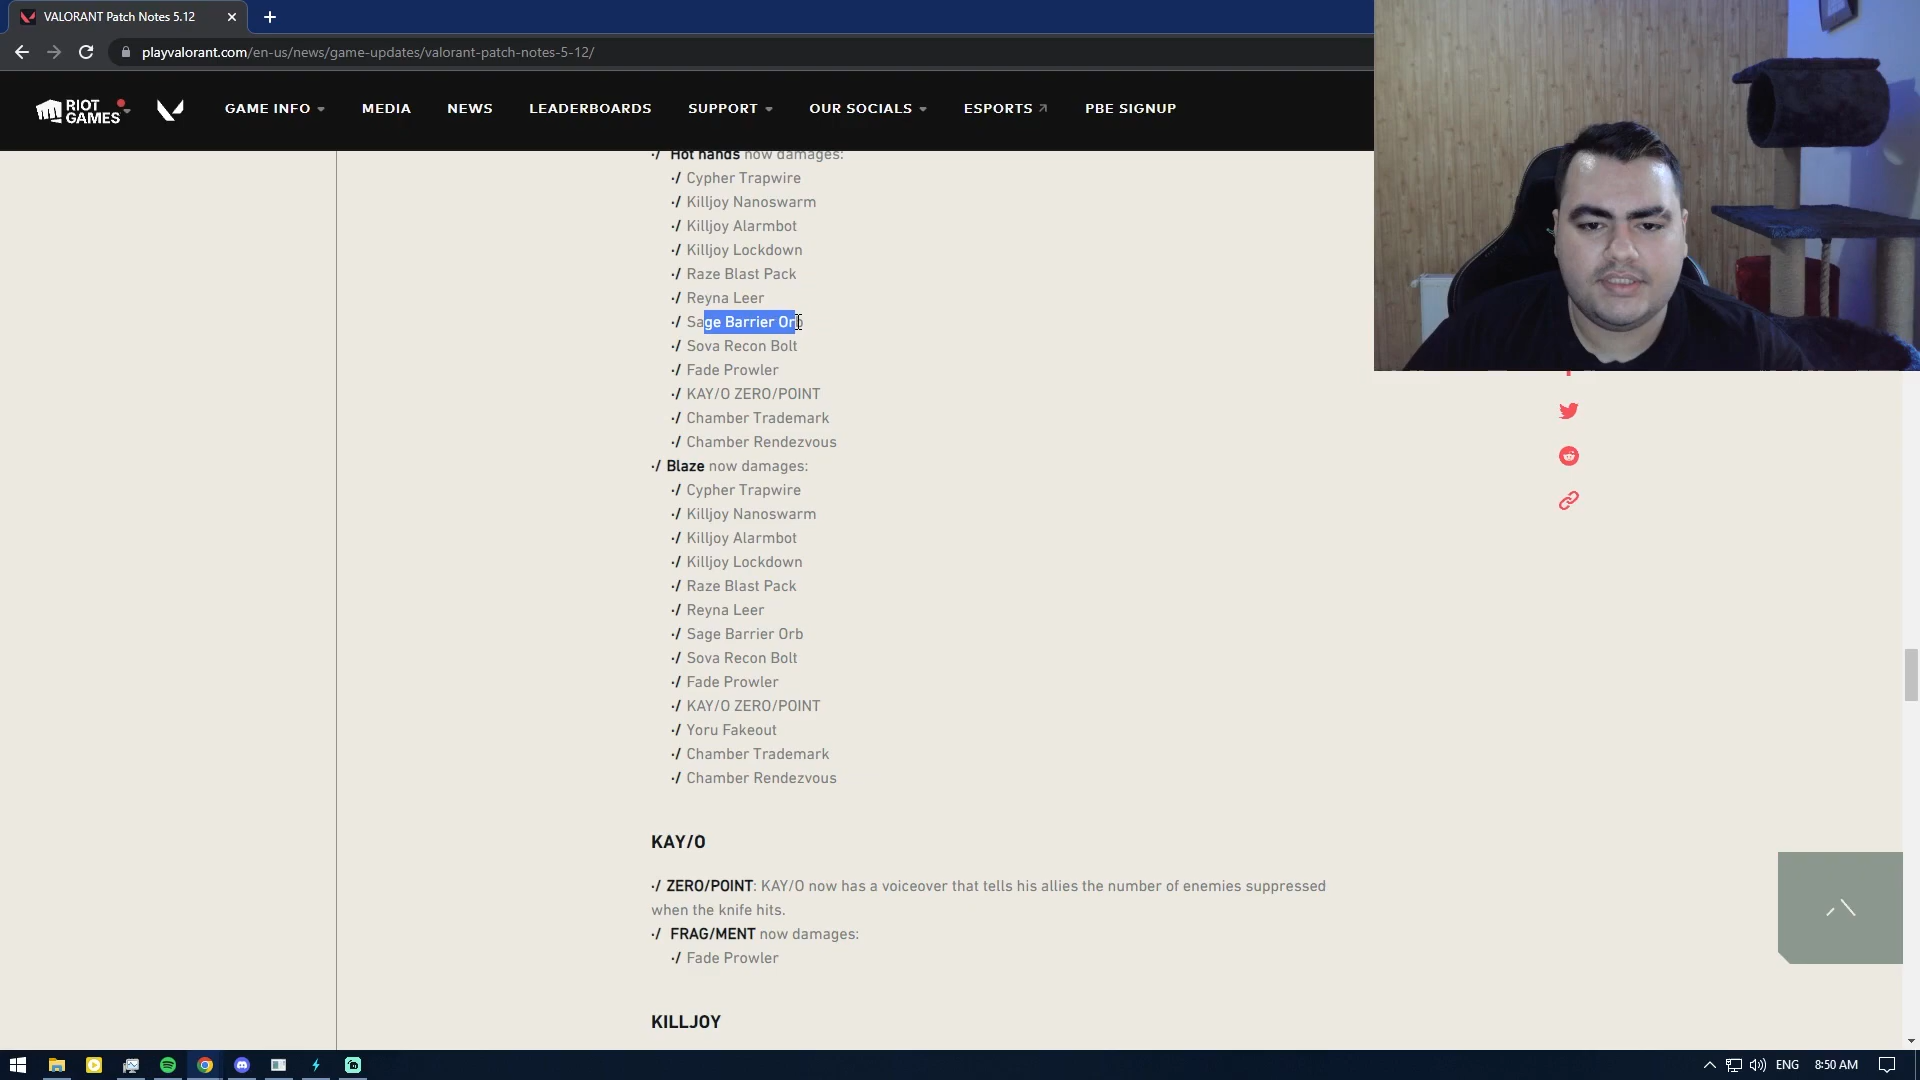 VALORANT Patch Notes 5.12
playvalorant.com/en-us/news/game-updates/valorant-patch-notes-5-12/
RIOT GAMES GAME INFO MEDIA NEWS LEADERBOARDS SUPPORT OUR SOCIALS ESPORTS PBE SIGNUP
·/ Hot hands now damages:
·/ Cypher Trapwire
·/ Killjoy Nanoswarm
·/ Killjoy Alarmbot
·/ Killjoy Lockdown
·/ Raze Blast Pack
·/ Reyna Leer
·/ Sage Barrier Orb
·/ Sova Recon Bolt
·/ Fade Prowler
·/ KAY/O ZERO/POINT
·/ Chamber Trademark
·/ Chamber Rendezvous
·/ Blaze now damages:
·/ Cypher Trapwire
·/ Killjoy Nanoswarm
·/ Killjoy Alarmbot
·/ Killjoy Lockdown
·/ Raze Blast Pack
·/ Reyna Leer
·/ Sage Barrier Orb
·/ Sova Recon Bolt
·/ Fade Prowler
·/ KAY/O ZERO/POINT
·/ Yoru Fakeout
·/ Chamber Trademark
·/ Chamber Rendezvous
KAY/O
·/ ZERO/POINT: KAY/O now has a voiceover that tells his allies the number of enemies suppressed
when the knife hits.
·/ FRAG/MENT now damages:
·/ Fade Prowler
KILLJOY
ENG 8:50 AM